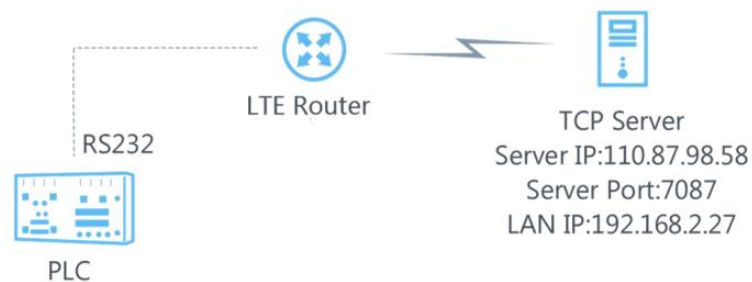 LTE Router
RS232
PLC
TCP Server
Server IP:110.87.98.58
Server Port:7087
LAN IP:192.168.2.27